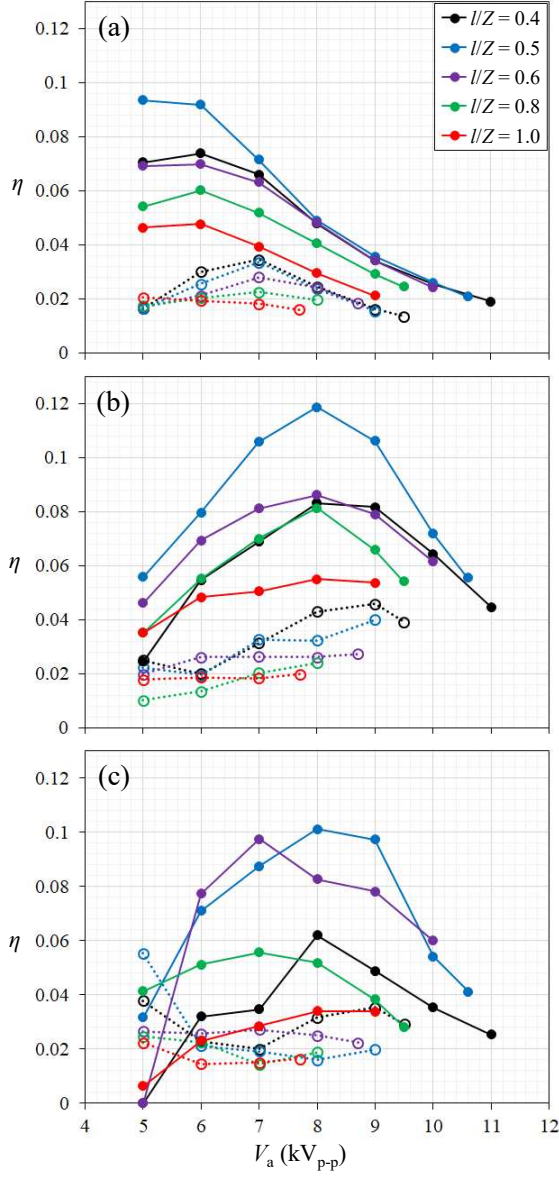 (a)
l/Z = 0.4
l/Z = 0.5
l/Z = 0.6
l/Z = 0.8
l/Z = 1.0
0.12
0.1
0.08
η
0.06
0.04
0.02
0
(b)
0.12
0.1
0.08
η
0.06
0.04
0.02
0
(c)
0.12
0.1
0.08
η
0.06
0.04
0.02
0
4 5 6 7 8 9 10 11 12
Va (kVp-p)